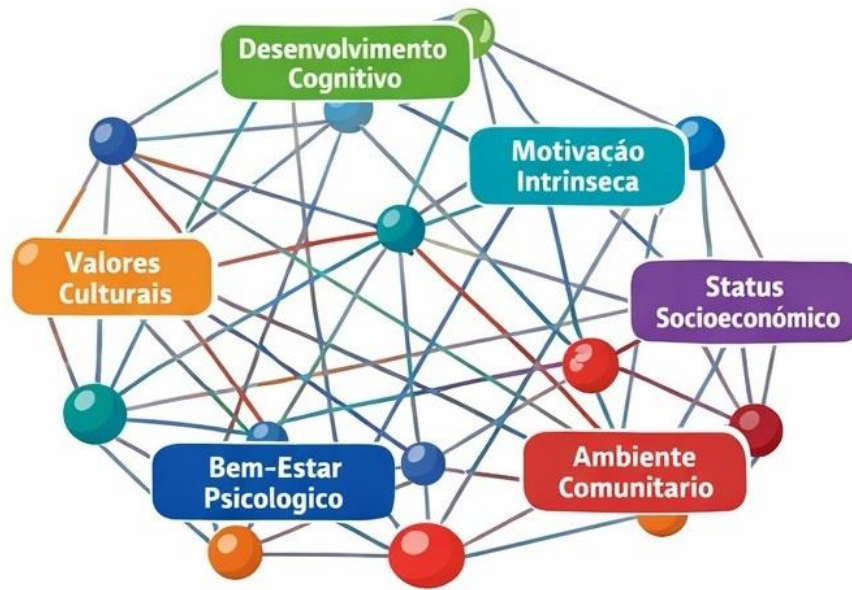 Desenvolvimento
Cognitivo
Motivação
Intrinseca
Valores
Culturais
Status
Socioeconómico
Bem-Estar
Psicologico
Ambiente
Comunitario